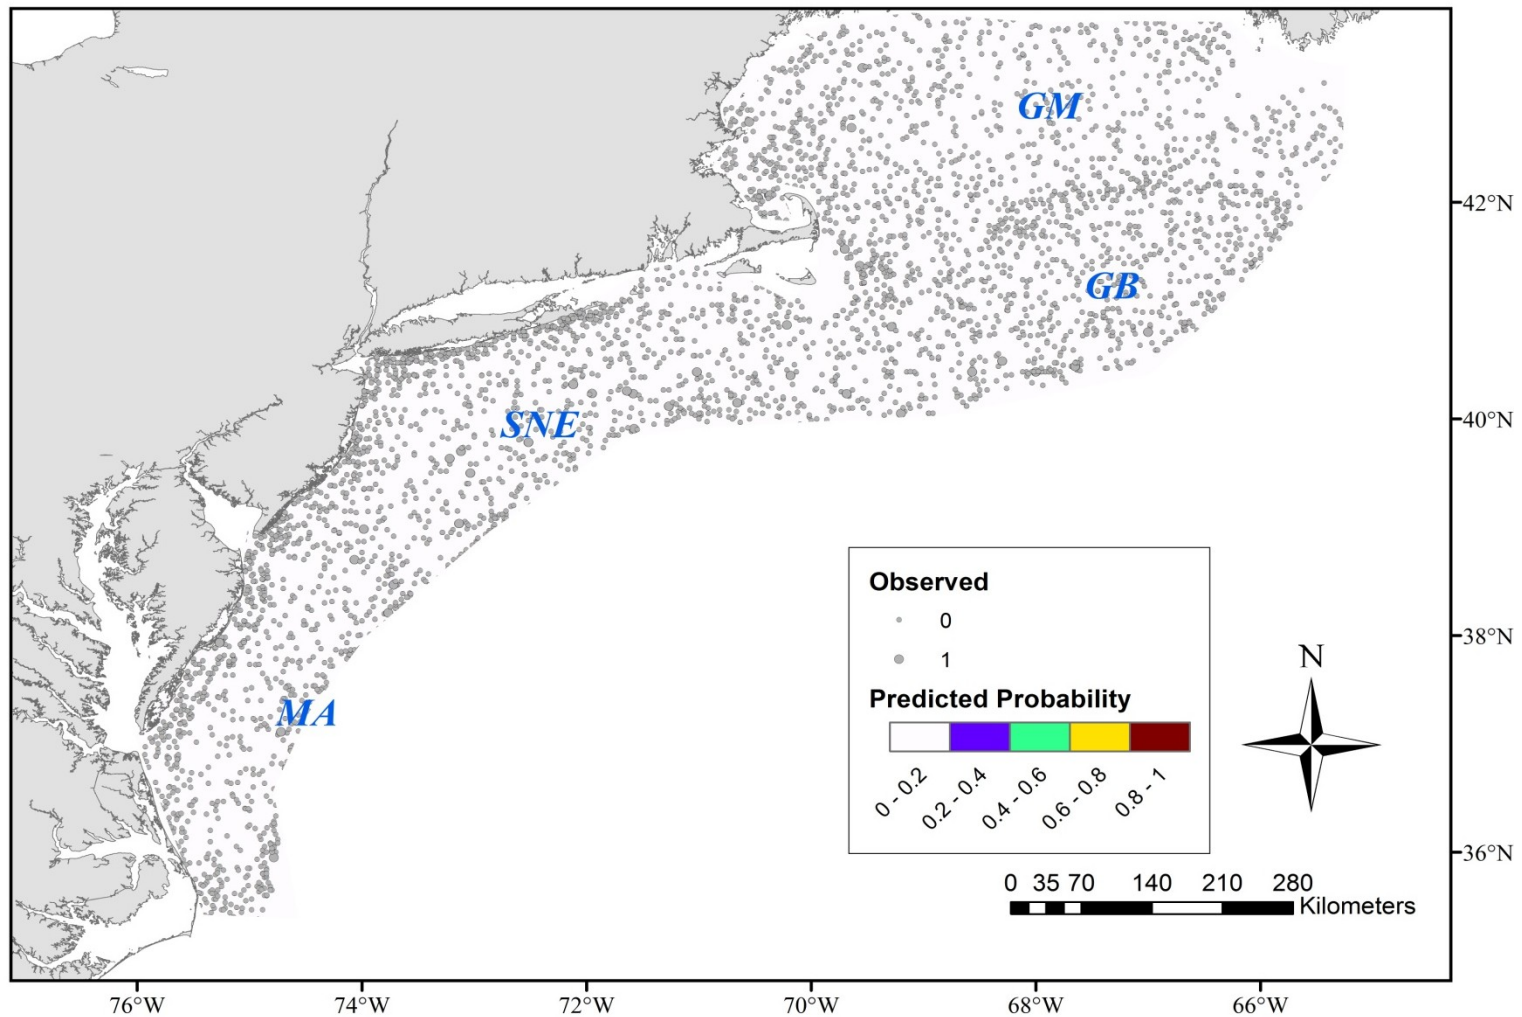 GM
42°N
GB
SNE
40°N
Observed
0
1
38°N
N
Predicted Probability
MA
0 - 0.2
0.2 - 0.4
0.4 - 0.6
0.6 - 0.8
0.8 - 1
36°N
0 35 70 140 210 280
Kilometers
76°W 74°W 72°W 70°W 68°W 66°W